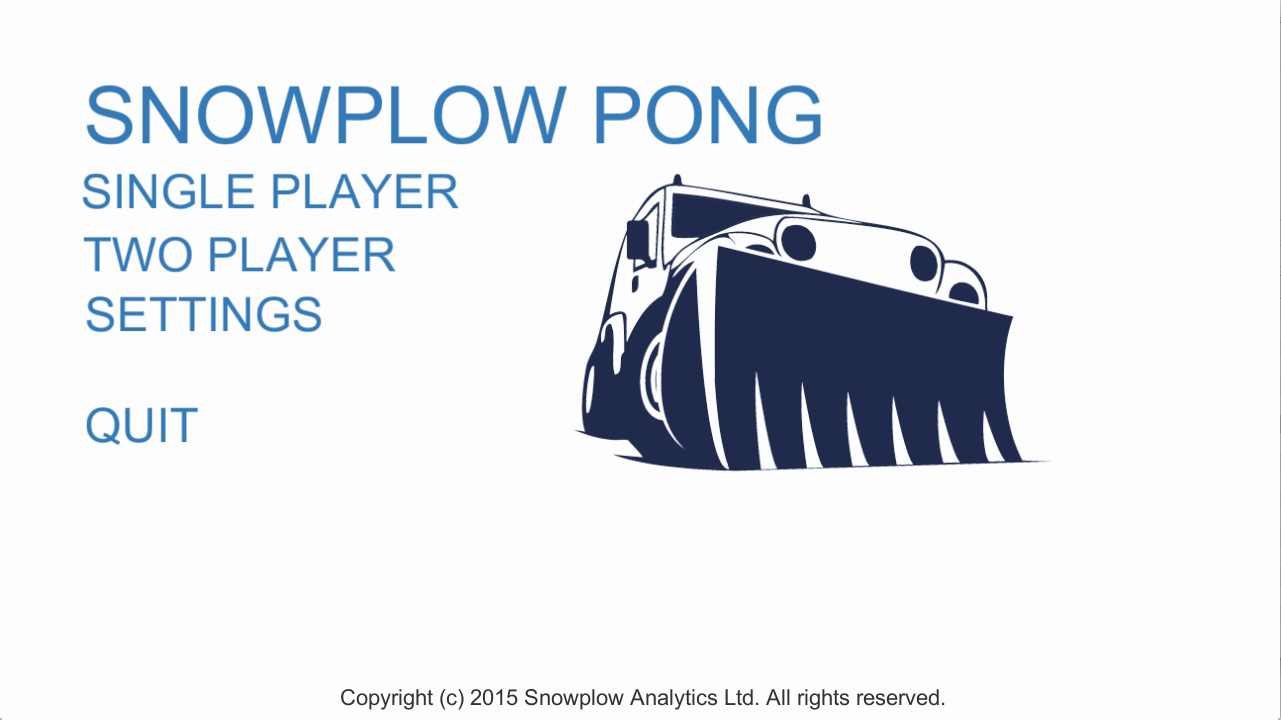 SNOWPLOW PONG
SINGLE PLAYER
TWO PLAYER
SETTINGS
QUIT
Copyright (c) 2015 Snowplow Analytics Ltd. All rights reserved.